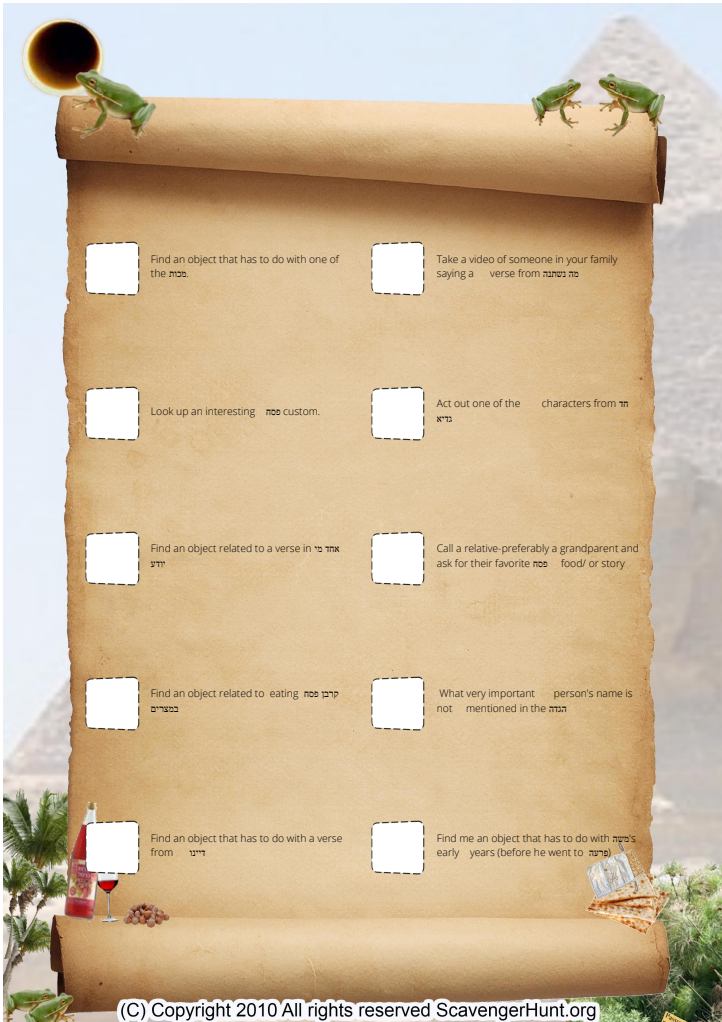 Find an object that has to do with one of
the מכות.
Take a video of someone in your family
saying a verse from מה נשתנה
Look up an interesting פסח custom.
Act out one of the characters from חד
גדיא
Find an object related to a verse in אחד מי
יודע
Call a relative-preferably a grandparent and
ask for their favorite פסח food/ or story
Find an object related to eating קרבן פסח
במצרים
What very important person's name is
not mentioned in the הגדה
Find an object that has to do with a verse
from דיינו
Find me an object that has to do with משה's
early years (before he went to פרעה)
(C) Copyright 2010 All rights reserved ScavengerHunt.org